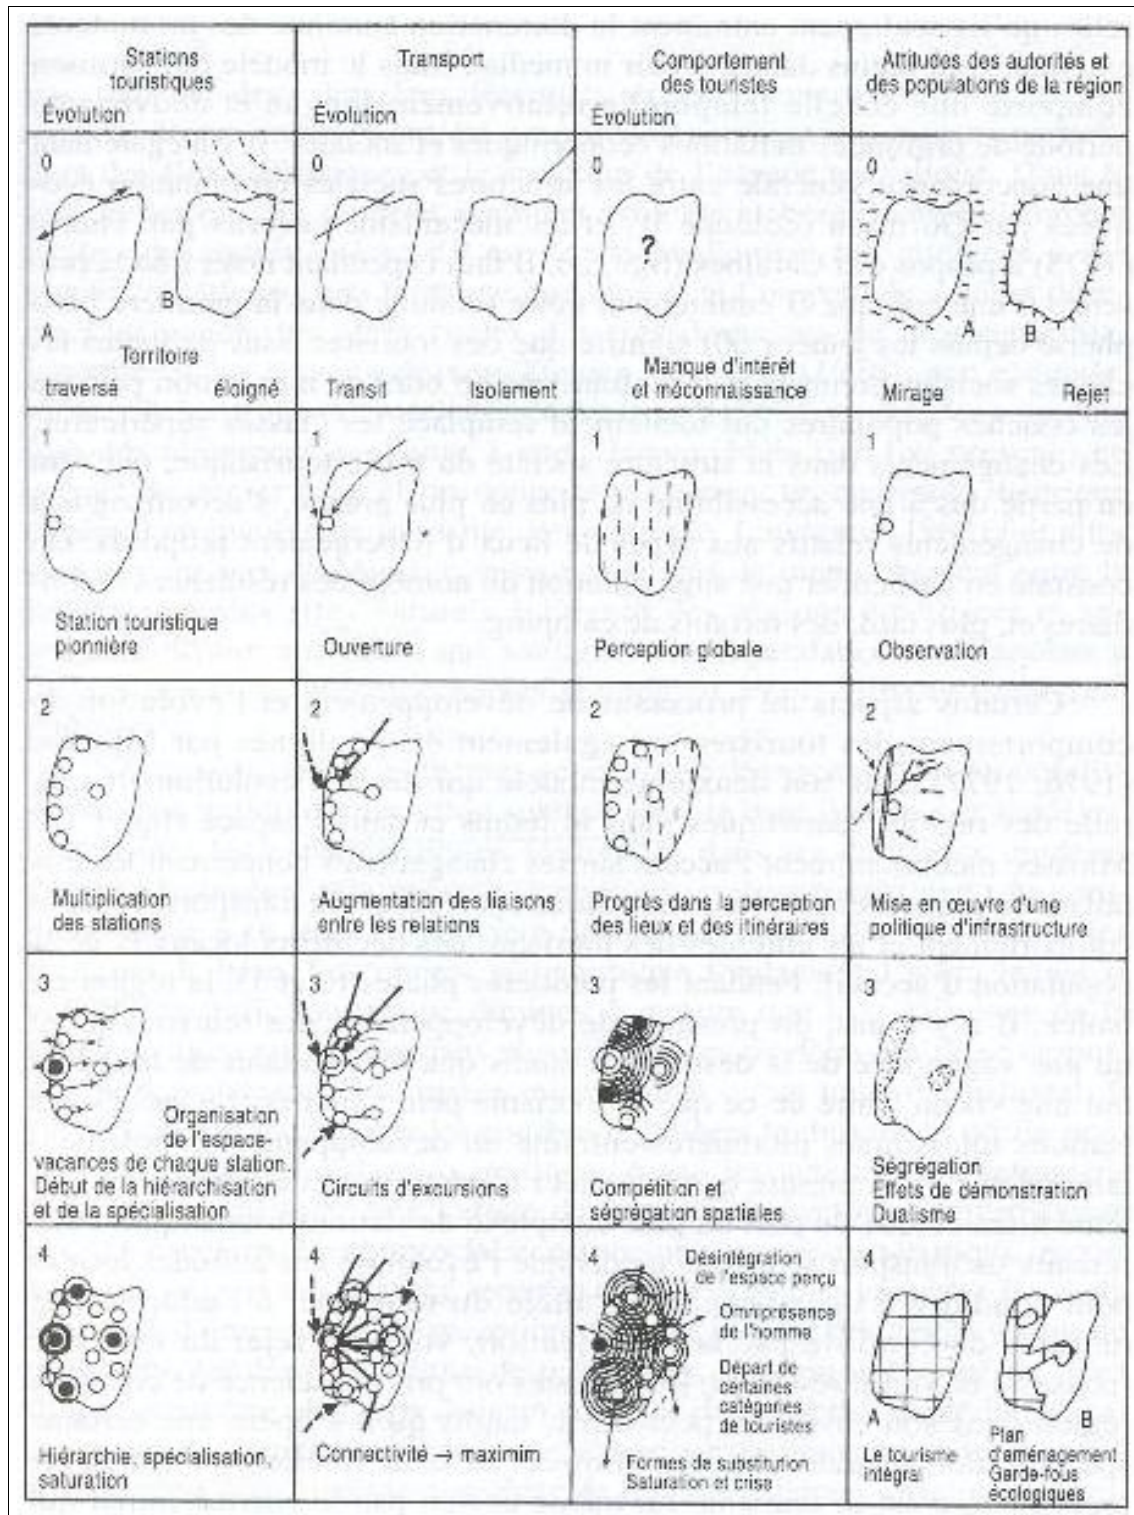 Stations
touristiques
Évolution
Transport
Évolution
Comportement
des touristes
Évolution
Attitudes des autorités et
des populations de la région
0
A
B
Territoire
traversé
éloigné
0
Transit
Isolement
0
?
Manque d'intérêt
et méconnaissance
0
A
B
Mirage
Rejet
1
Station touristique
pionnière
1
Ouverture
1
Perception globale
1
Observation
2
Multiplication
des stations
2
Augmentation des liaisons
entre les relations
2
Progrès dans la perception
des lieux et des itinéraires
2
Mise en œuvre d'une
politique d'infrastructure
3
Organisation
de l'espace-
vacances de chaque station.
Début de la hiérarchisation
et de la spécialisation
3
Circuits d'excursions
3
Compétition et
ségrégation spatiales
3
Ségrégation
Effets de démonstration
Dualisme
4
Hiérarchie, spécialisation,
saturation
4
Connectivité → maximim
4
Désintégration
de l'espace perçu
Omniprésence
de l'homme
Départ de
certaines
catégories
de touristes
Formes de substitution
Saturation et crise
4
A
Le tourisme
intégral
B
Plan
d'aménagement
Garde-fous
écologiques